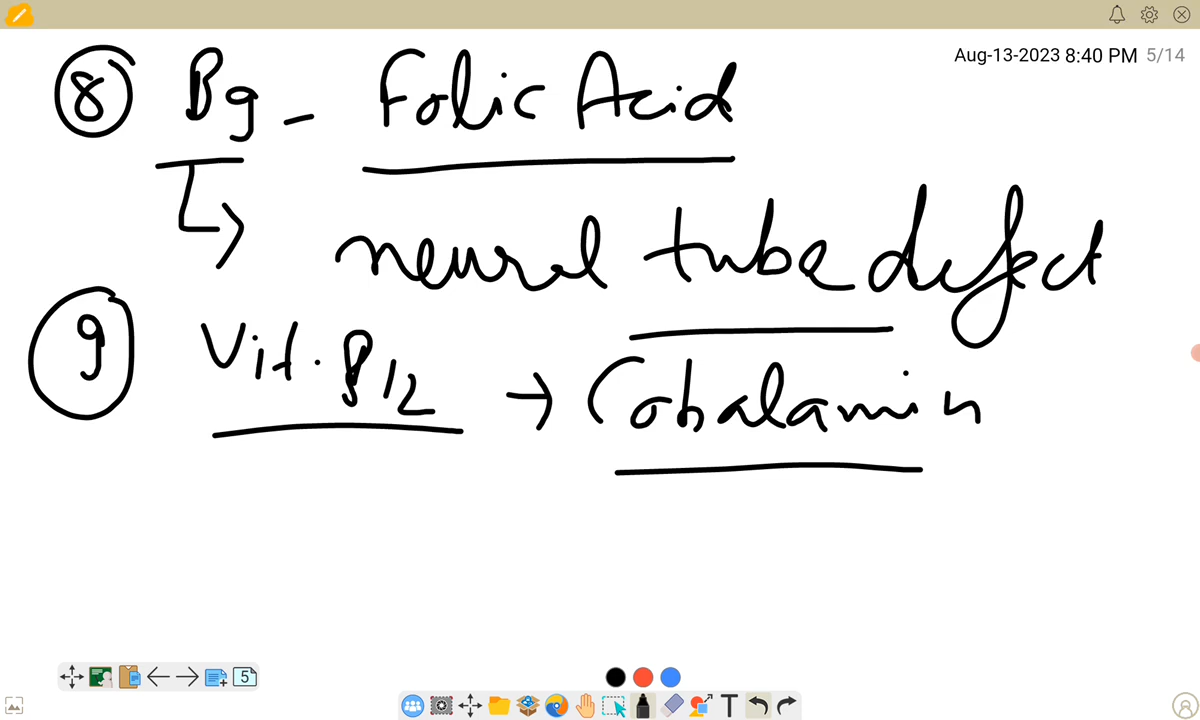 Aug-13-2023 8:40 PM 5/14
8 B9 - Folic Acid
neural tube defect
9 Vit. B12 → Cobalamin
5
T